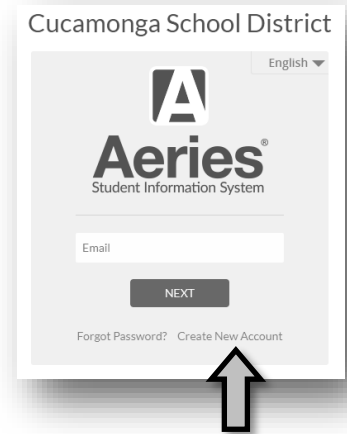 Cucamonga School District
English
A
Aeries®
Student Information System
Email
NEXT
Forgot Password? Create New Account